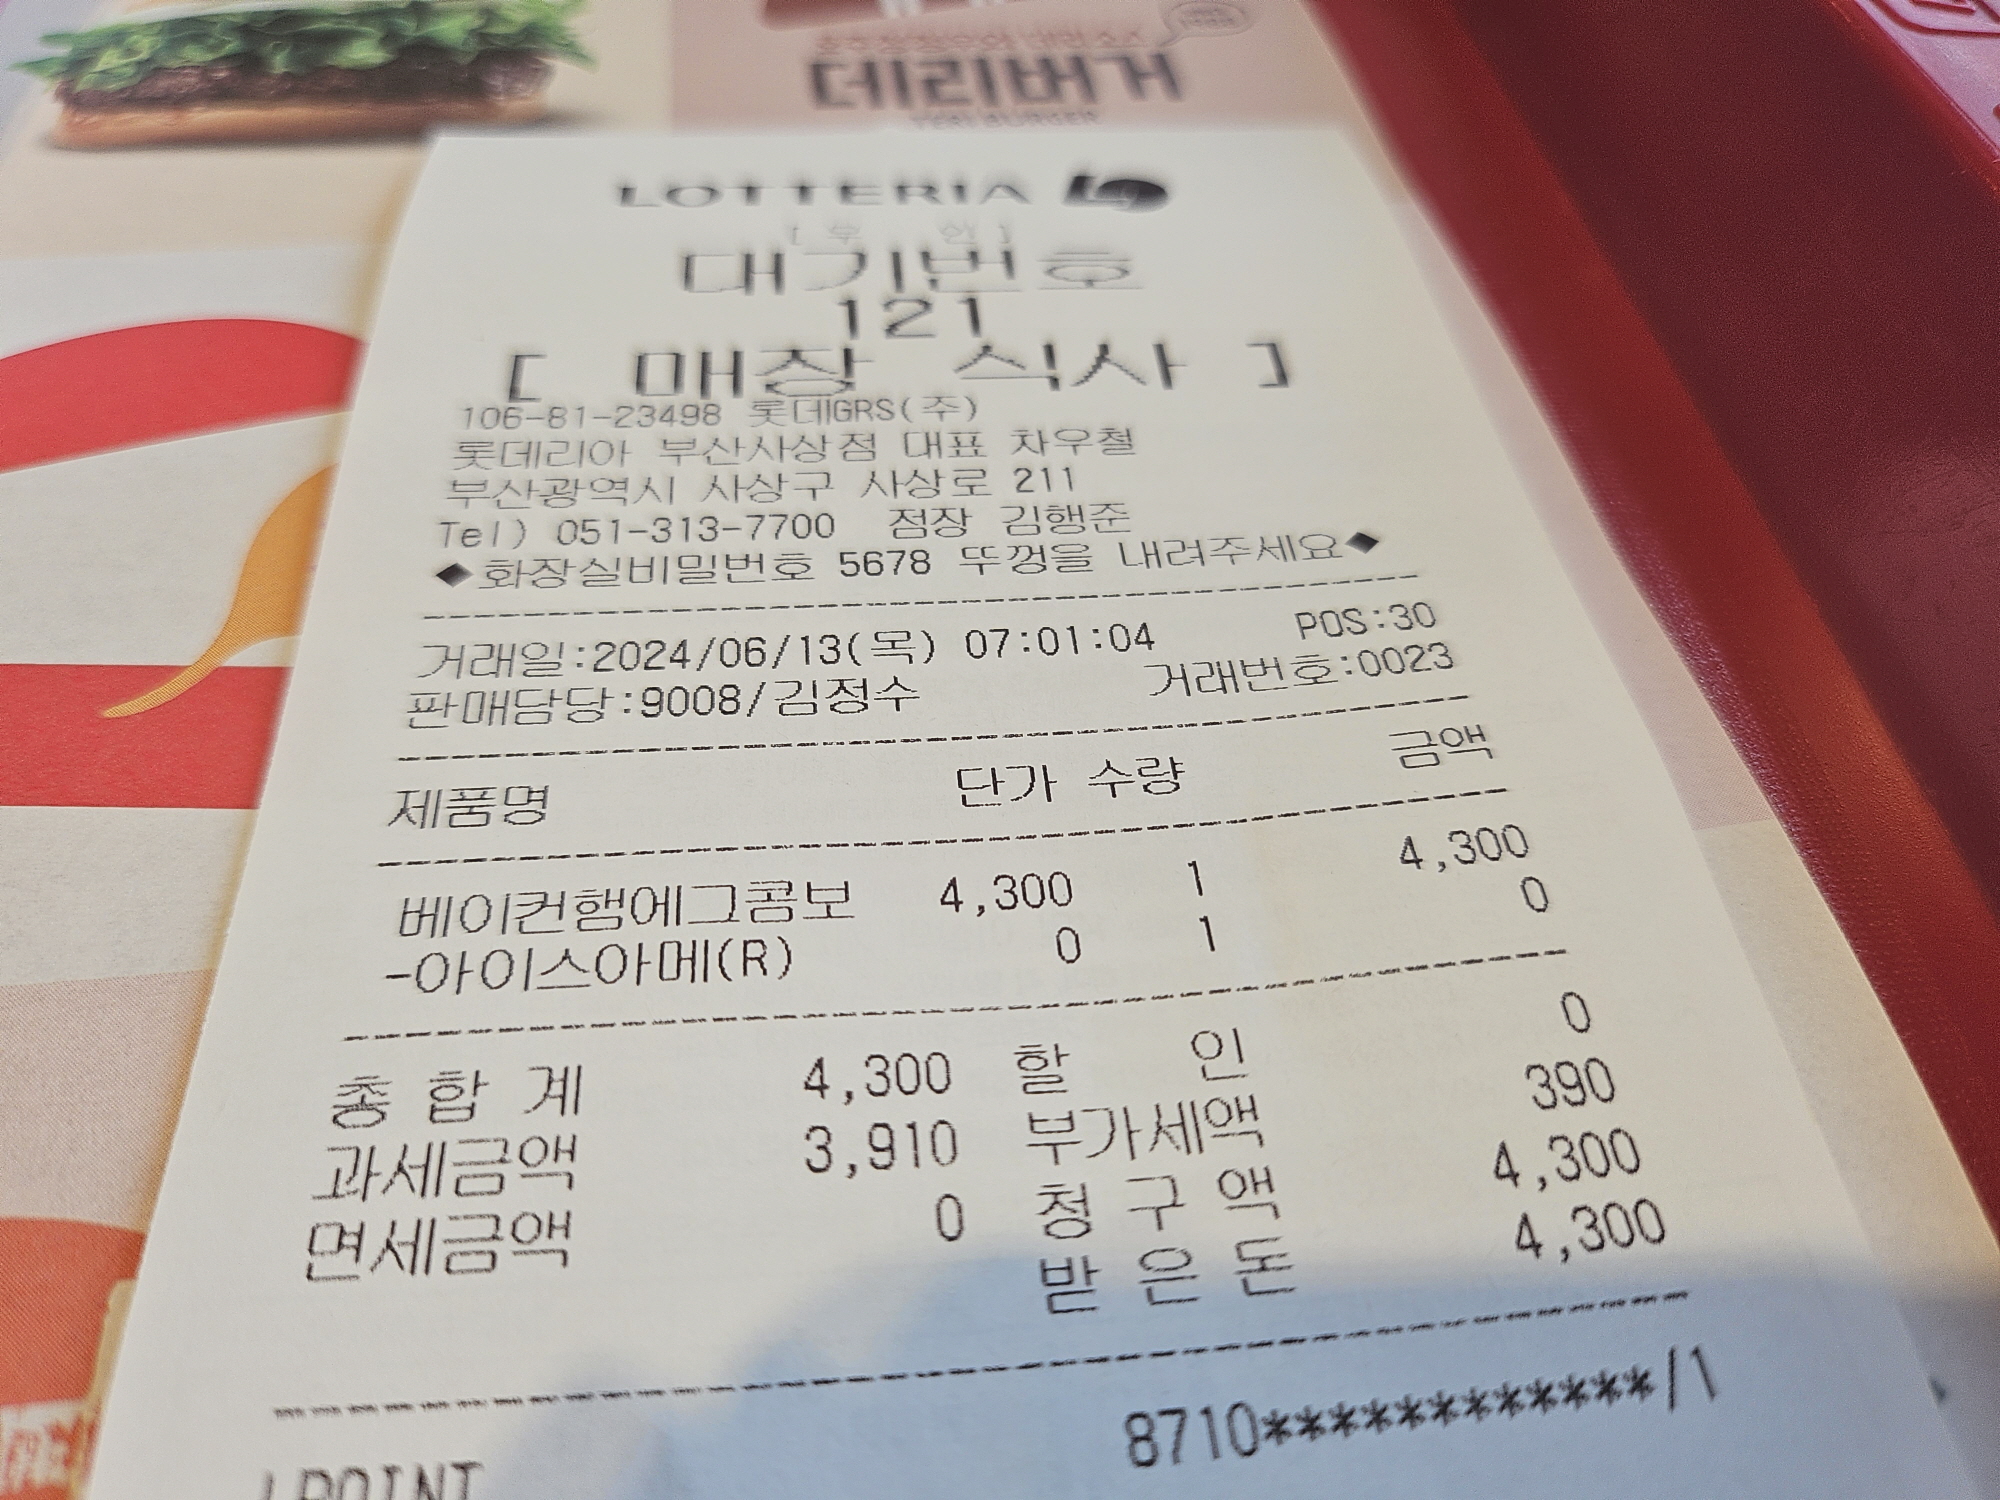 데리버거
TERI BURGER
LOTTERIA
대기번호
121
[ 매장 식사 ]
106-81-23498 롯데GRS(주)
롯데리아 부산사상점 대표 차우철
부산광역시 사상구 사상로 211
Tel) 051-313-7700 점장 김행준
◆화장실비밀번호 5678 뚜껑을 내려주세요◆
거래일:2024/06/13(목) 07:01:04 POS:30
판매담당:9008/김정수 거래번호:0023
제품명 단가 수량 금액
베이컨햄에그콤보 4,300 1 4,300
-아이스아메(R) 0 1 0
총 합 계 4,300 할 인 0
과세금액 3,910 부가세액 390
면세금액 0 청 구 액 4,300
받 은 돈 4,300
8710************/1
LPOINT